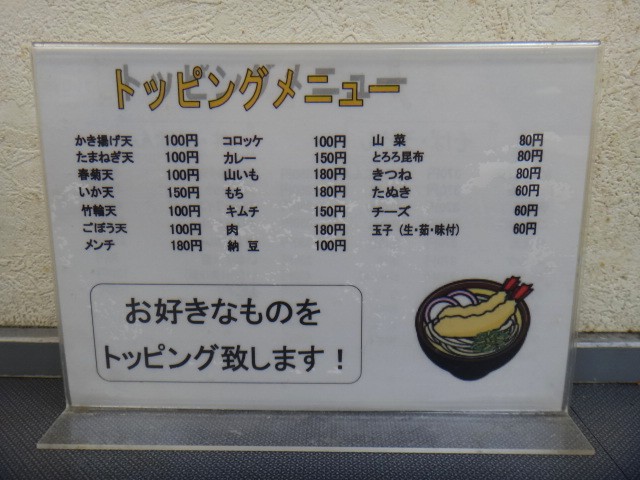 トッピングメニュー
かき揚げ天 100円 コロッケ 100円 山菜 80円
たまねぎ天 100円 カレー 150円 とろろ昆布 80円
春菊天 100円 山いも 180円 きつね 80円
いか天 150円 もち 180円 たぬき 60円
竹輪天 100円 キムチ 150円 チーズ 60円
ごぼう天 100円 肉 180円 玉子（生・茹・味付） 60円
メンチ 180円 納豆 100円
お好きなものを
トッピング致します！